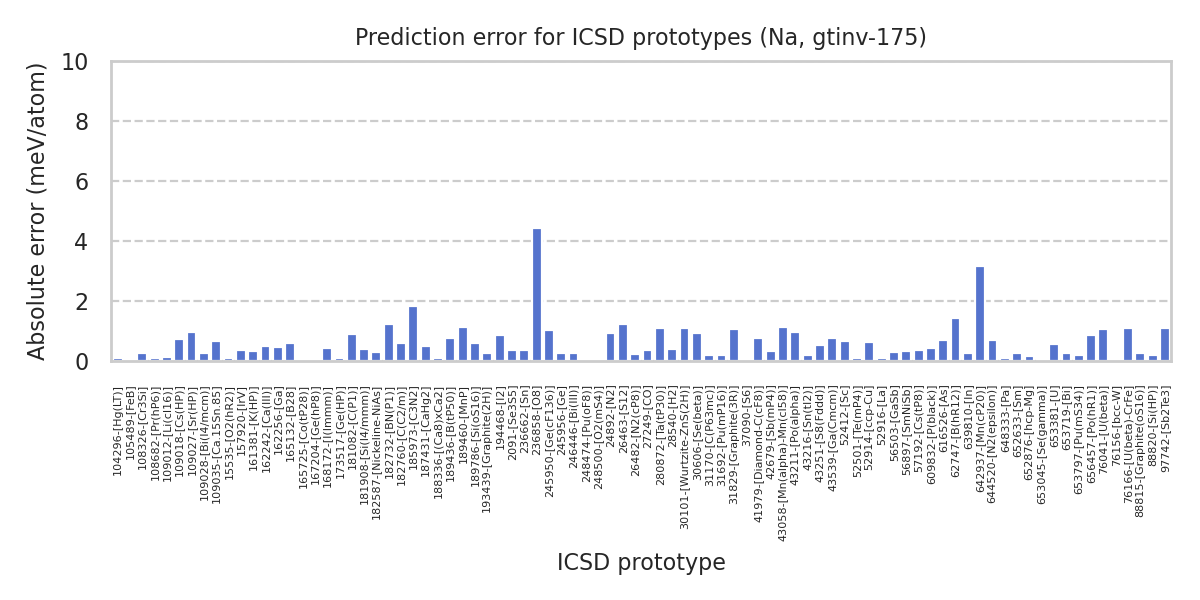 Prediction error for ICSD prototypes (Na, gtinv-175)
Absolute error (meV/atom)
10
8
6
4
2
0
104296-[Hg(LT)]
105489-[FeB]
108326-[Cr3Si]
108682-[Pr(hP6)]
109012-[Li(cI16)]
109018-[Cs(HP)]
109027-[Sr(HP)]
109028-[Bi(I4/mcm)]
109035-[Ca.15Sn.85]
15535-[O2(hR2)]
157920-[IrV]
161381-[K(HP)]
162242-[Ca(III)]
162256-[Ga]
165132-[B28]
165725-[Co(tP28)]
167204-[Ge(hP8)]
168172-[I(Immm)]
173517-[Ge(HP)]
181082-[C(P1)]
181908-[Si(I4/mmm)]
182587-[Nickeline-NiAs]
182732-[BN(P1)]
182760-[C(C2/m)]
185973-[C3N2]
187431-[CaHg2]
188336-[(Ca8)xCa2]
189436-[B(tP50)]
189460-[MnP]
189786-[Si(oS16)]
193439-[Graphite(2H)]
194468-[I2]
2091-[Se3S5]
236662-[Sn]
236858-[O8]
245950-[Ge(cF136)]
245956-[Ge]
246446-[Bi(III)]
248474-[Pu(oF8)]
248500-[O2(mS4)]
24892-[N2]
26463-[S12]
26482-[N2(cP8)]
27249-[CO]
280872-[Ta(tP30)]
28540-[H2]
30101-[Wurtzite-ZnS(2H)]
30606-[Se(beta)]
31170-[C(P63mc)]
31692-[Pu(mP16)]
31829-[Graphite(3R)]
37090-[S6]
41979-[Diamond-C(cF8)]
42679-[Sb(mP4)]
43058-[Mn(alpha)-Mn(cI58)]
43211-[Po(alpha)]
43216-[Sn(tI2)]
43251-[S8(Fddd)]
43539-[Ga(Cmcm)]
52412-[Sc]
52501-[Te(mP4)]
52914-[fcc-Cu]
52916-[La]
56503-[GaSb]
56897-[SmNiSb]
57192-[Cs(tP8)]
609832-[P(black)]
616526-[As]
62747-[B(hR12)]
639810-[In]
642937-[Mn(cP20)]
644520-[N2(epsilon)]
648333-[Pa]
652633-[Sm]
652876-[hcp-Mg]
653045-[Se(gamma)]
653381-[U]
653719-[Bi]
653797-[Pu(mS34)]
656457-[Po(hR1)]
76041-[U(beta)]
76156-[bcc-W]
76166-[U(beta)-CrFe]
88815-[Graphite(oS16)]
88820-[Si(HP)]
97742-[Sb2Te3]
ICSD prototype